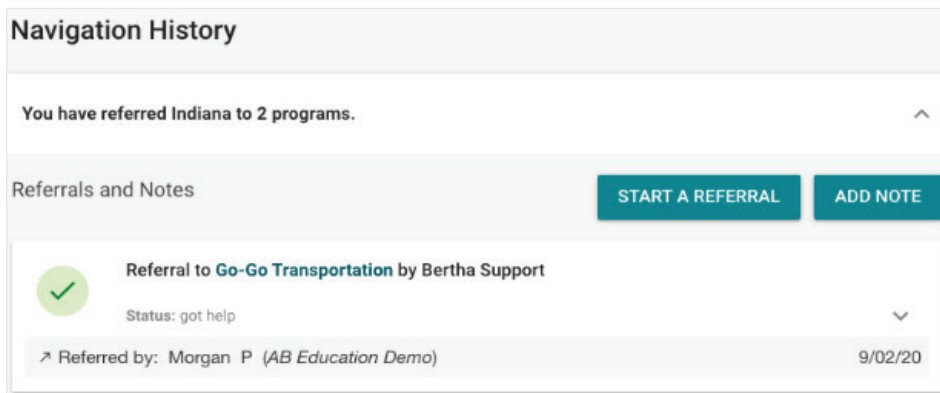 Navigation History
You have referred Indiana to 2 programs.
Referrals and Notes
START A REFERRAL
ADD NOTE
Referral to Go-Go Transportation by Bertha Support
Status: got help
↗ Referred by: Morgan P (AB Education Demo)
9/02/20